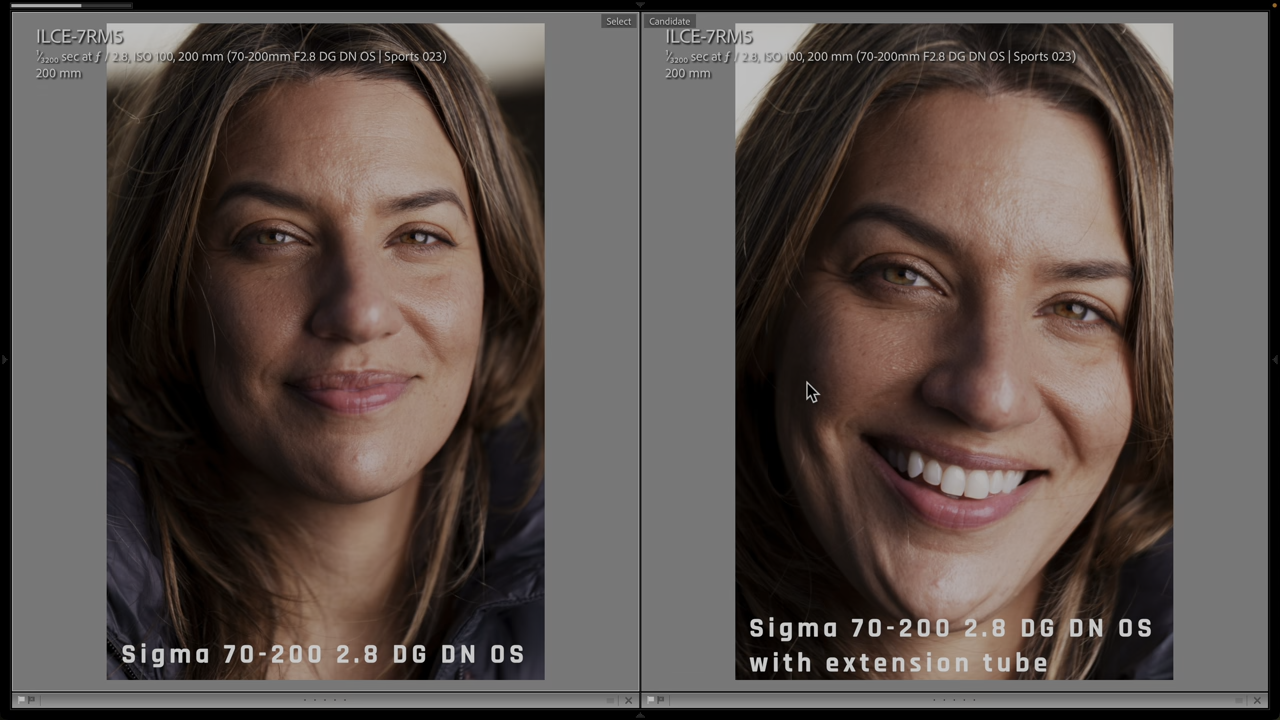 Select
ILCE-7RM5
1/3200 sec at ƒ / 2.8, ISO 100, 200 mm (70-200mm F2.8 DG DN OS | Sports 023)
200 mm
Sigma 70-200 2.8 DG DN OS
Candidate
ILCE-7RM5
1/3200 sec at ƒ / 2.8, ISO 100, 200 mm (70-200mm F2.8 DG DN OS | Sports 023)
200 mm
Sigma 70-200 2.8 DG DN OS
with extension tube